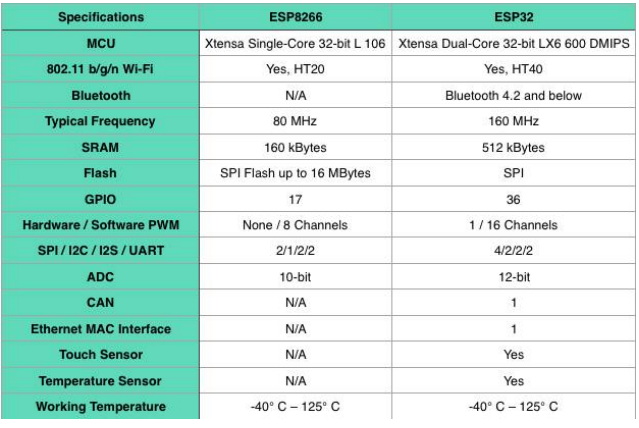 Specifications ESP8266 ESP32
MCU Xtensa Single-Core 32-bit L 106 Xtensa Dual-Core 32-bit LX6 600 DMIPS
802.11 b/g/n Wi-Fi Yes, HT20 Yes, HT40
Bluetooth N/A Bluetooth 4.2 and below
Typical Frequency 80 MHz 160 MHz
SRAM 160 kBytes 512 kBytes
Flash SPI Flash up to 16 MBytes SPI
GPIO 17 36
Hardware / Software PWM None / 8 Channels 1 / 16 Channels
SPI / I2C / I2S / UART 2/1/2/2 4/2/2/2
ADC 10-bit 12-bit
CAN N/A 1
Ethernet MAC Interface N/A 1
Touch Sensor N/A Yes
Temperature Sensor N/A Yes
Working Temperature -40° C – 125° C -40° C – 125° C